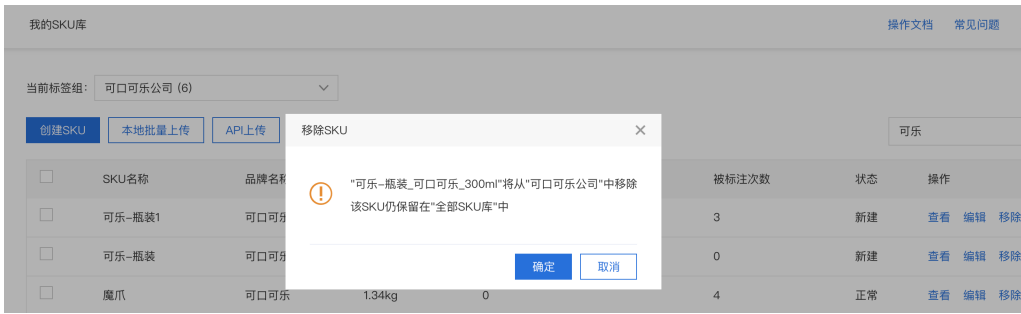 我的SKU库
操作文档 常见问题
当前标签组: 可口可乐公司 (6)
创建SKU 本地批量上传 API上传
可乐
移除SKU
"可乐-瓶装_可口可乐_300ml"将从"可口可乐公司"中移除
该SKU仍保留在"全部SKU库"中
确定 取消
SKU名称 品牌名称 被标注次数 状态 操作
可乐-瓶装1 可口可乐 3 新建 查看 编辑 移除
可乐-瓶装 可口可乐 0 新建 查看 编辑 移除
魔爪 可口可乐 1.34kg 0 4 正常 查看 编辑 移除